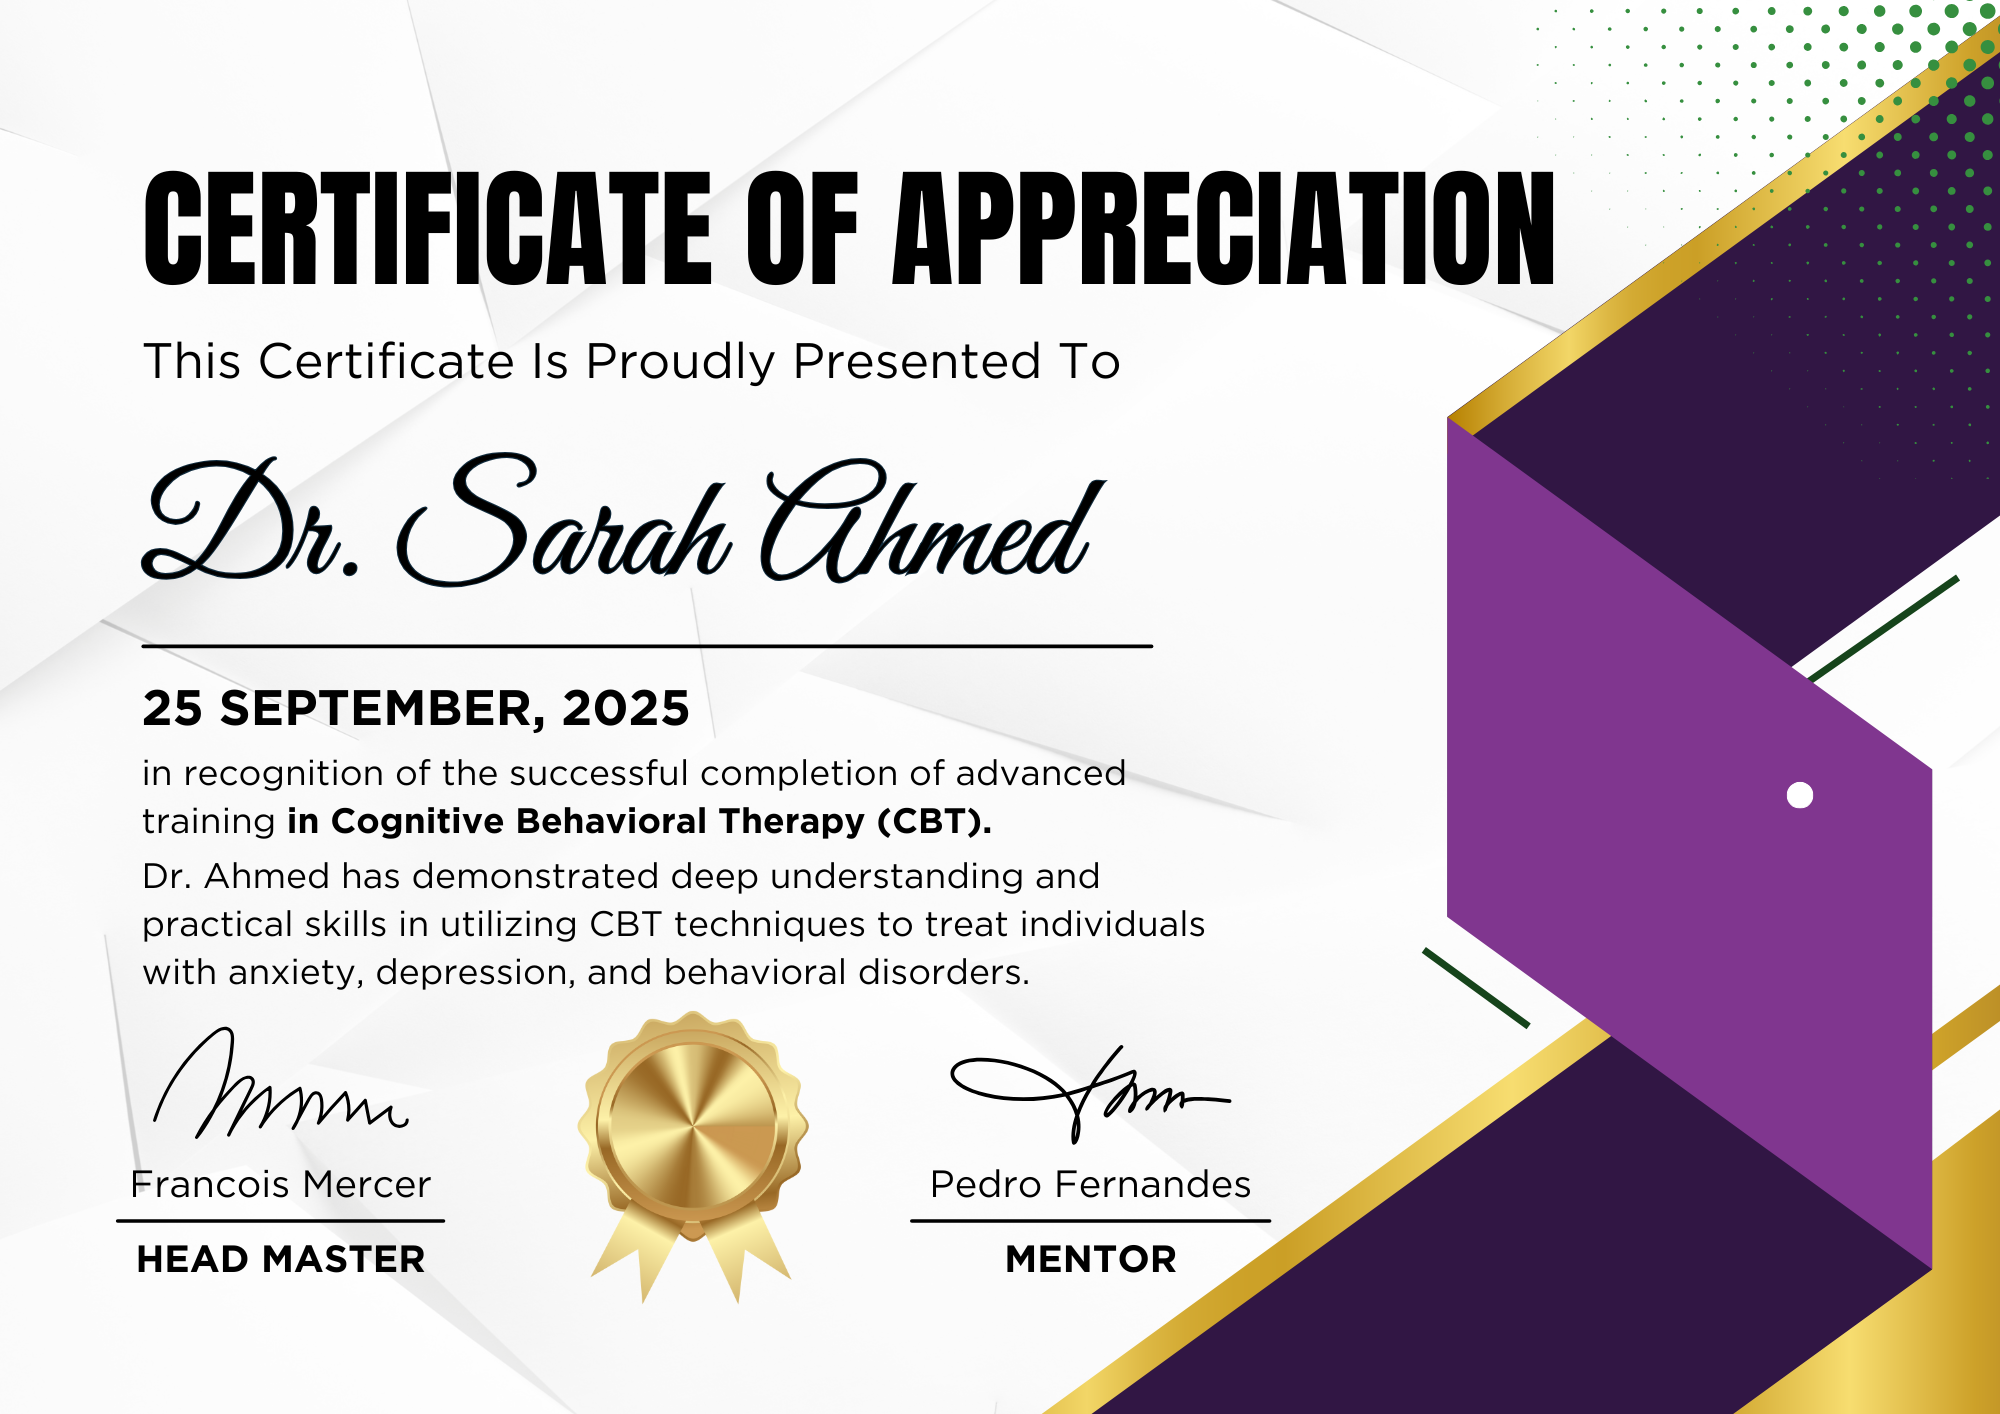 CERTIFICATE OF APPRECIATION
This Certificate Is Proudly Presented To
Dr. Sarah Ahmed
25 SEPTEMBER, 2025
in recognition of the successful completion of advanced
training in Cognitive Behavioral Therapy (CBT).
Dr. Ahmed has demonstrated deep understanding and
practical skills in utilizing CBT techniques to treat individuals
with anxiety, depression, and behavioral disorders.
Francois Mercer
HEAD MASTER
Pedro Fernandes
MENTOR